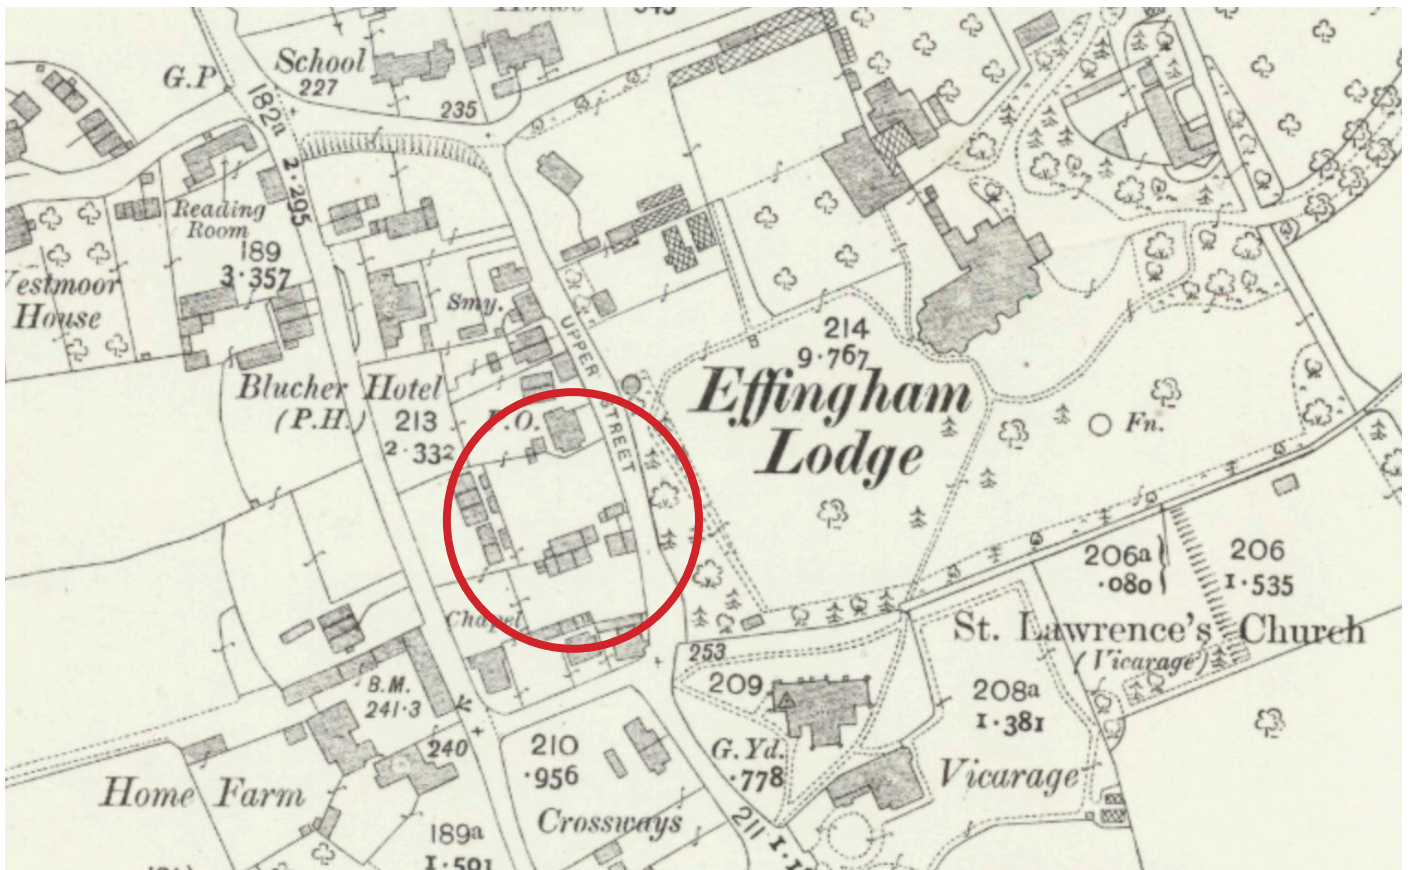 House
School
227
G.P
235
182a
2·295
Reading
Room
189
3·357
House
Smy.
UPPER STREET
214
9·767
Effingham
Lodge
Blucher Hotel
(P.H.)
213
2·332
P.O.
Fn.
206a
·080
206
1·535
Chapel
St. Lawrence's Church
(Vicarage)
253
209
B.M.
241·3
208a
1·381
240
210
·956
G. Yd.
·778
Vicarage
Home Farm
Crossways
211
189a
1·591